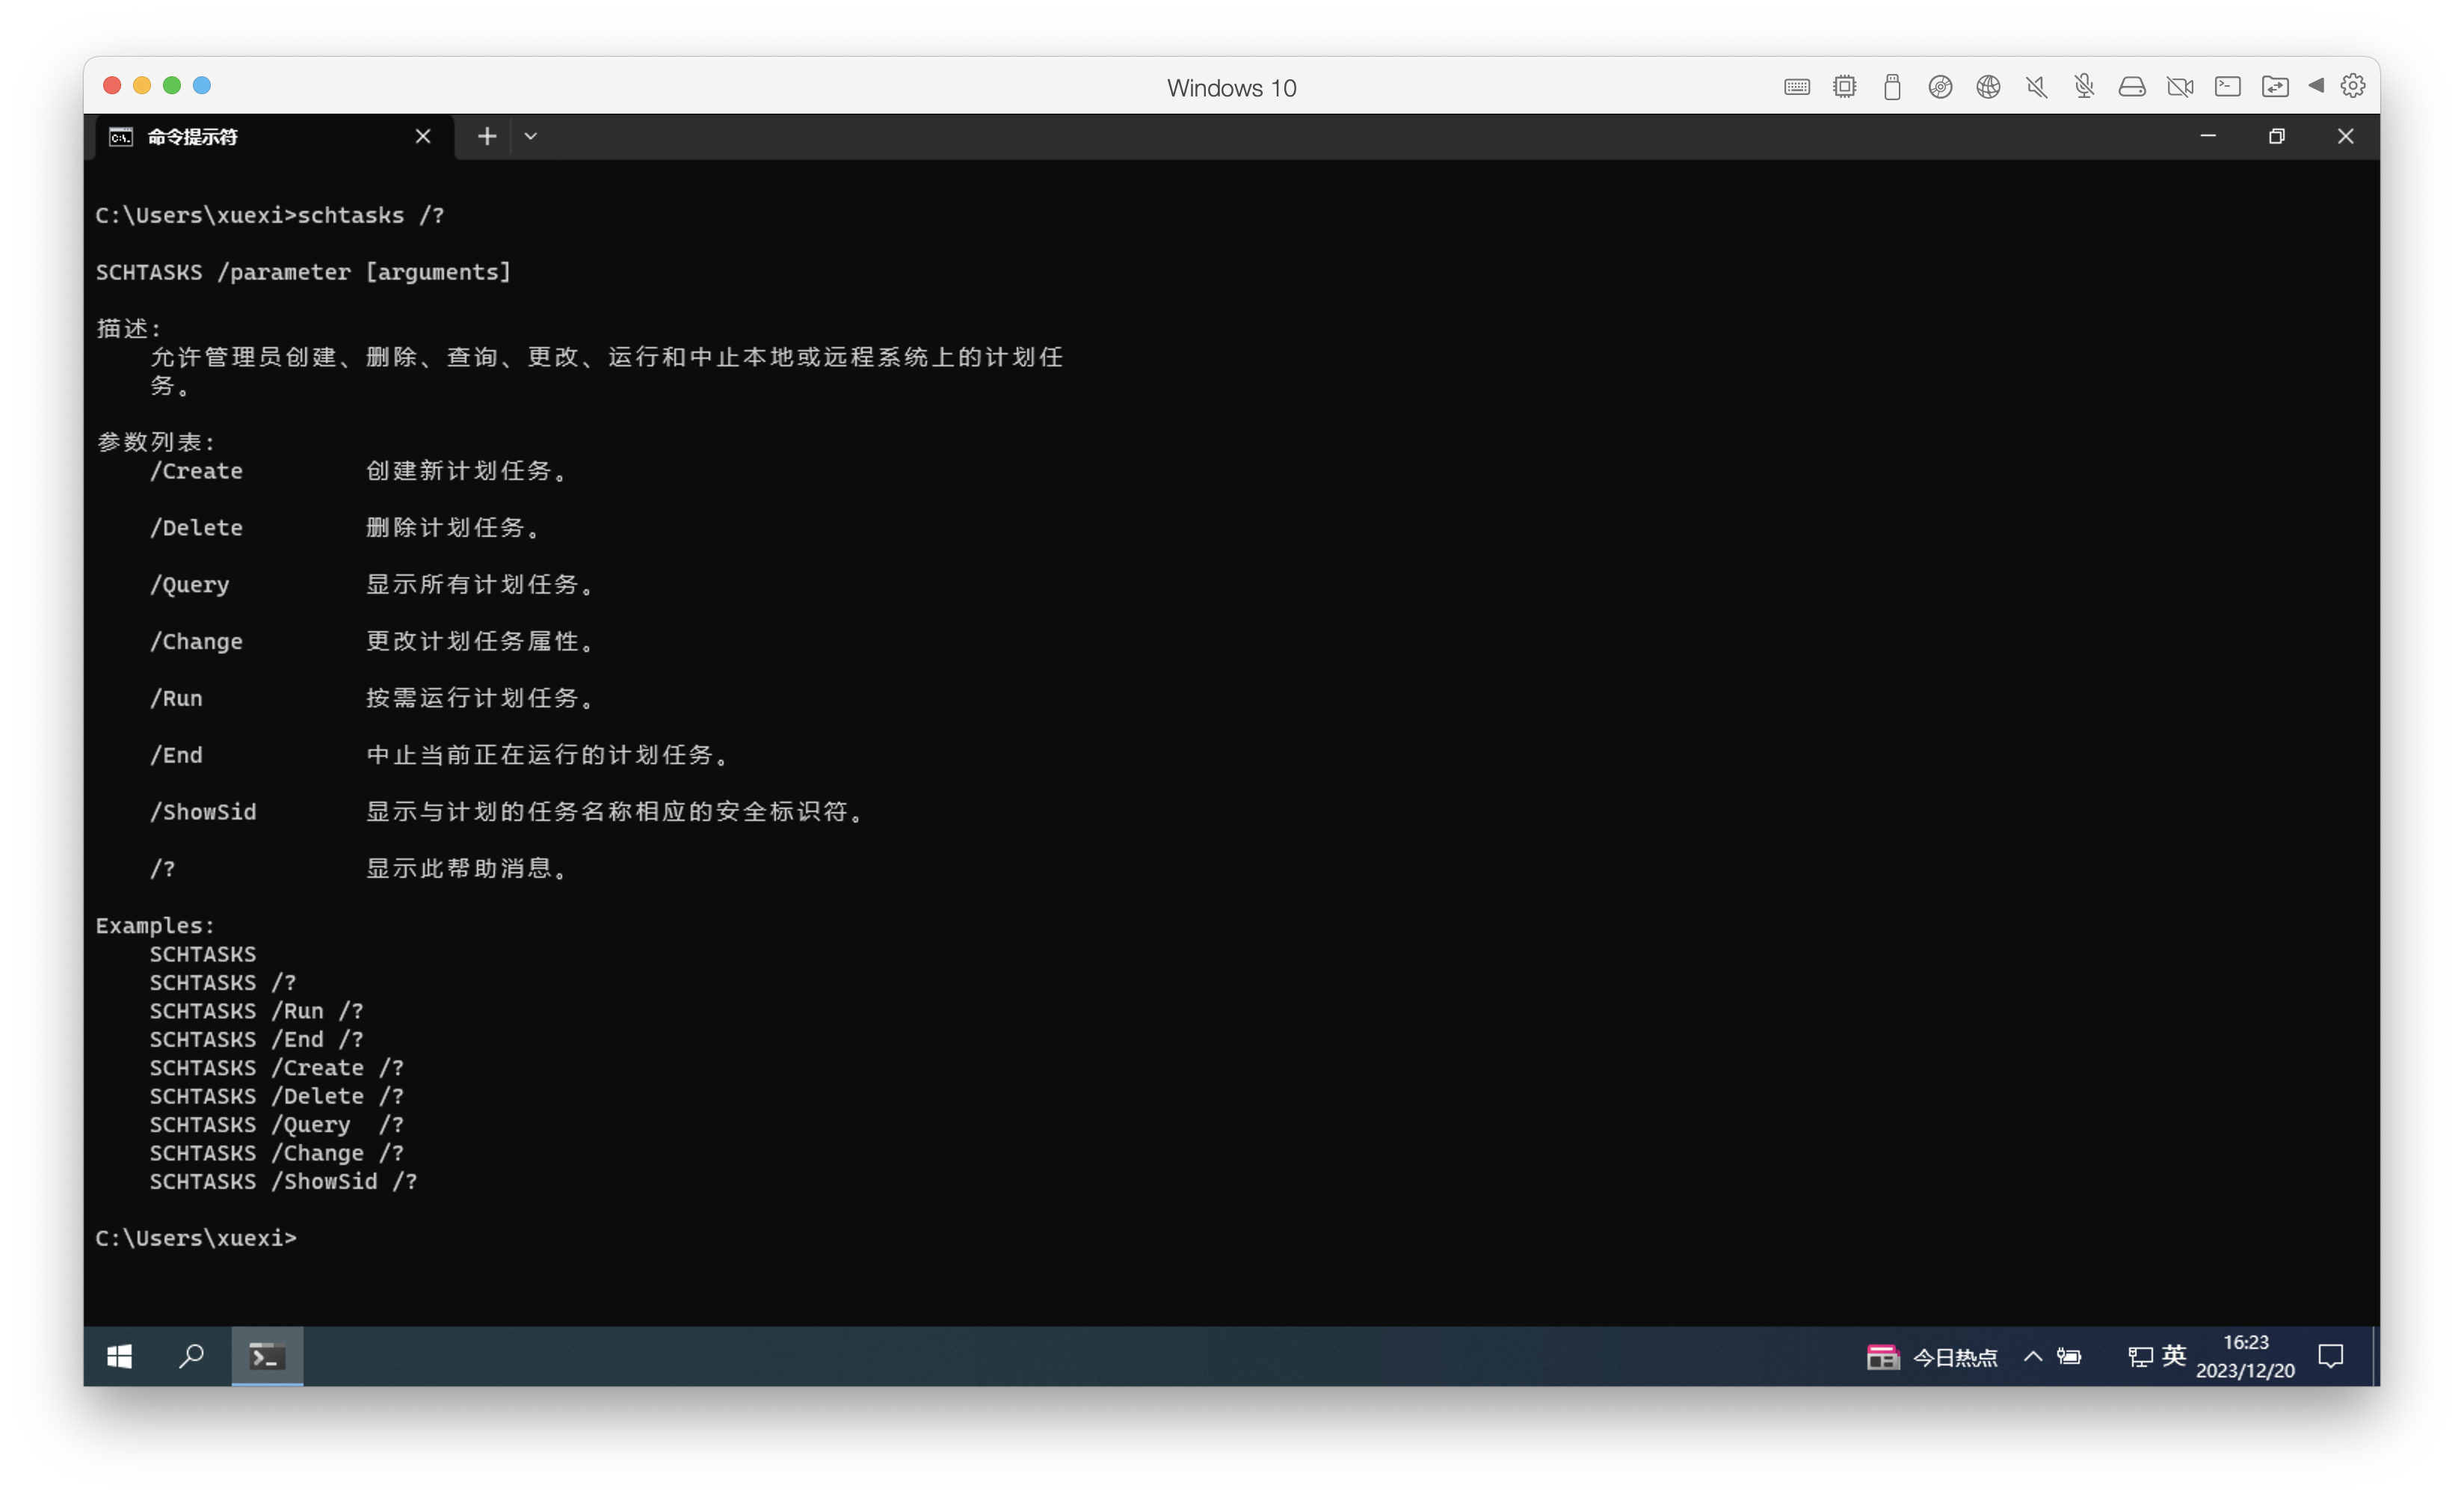 Windows 10
命令提示符
C:\Users\xuexi>schtasks /?
SCHTASKS /parameter [arguments]
描述:
允许管理员创建、删除、查询、更改、运行和中止本地或远程系统上的计划任
务。
参数列表:
/Create 创建新计划任务。
/Delete 删除计划任务。
/Query 显示所有计划任务。
/Change 更改计划任务属性。
/Run 按需运行计划任务。
/End 中止当前正在运行的计划任务。
/ShowSid 显示与计划的任务名称相应的安全标识符。
/? 显示此帮助消息。
Examples:
SCHTASKS
SCHTASKS /?
SCHTASKS /Run /?
SCHTASKS /End /?
SCHTASKS /Create /?
SCHTASKS /Delete /?
SCHTASKS /Query  /?
SCHTASKS /Change /?
SCHTASKS /ShowSid /?
C:\Users\xuexi>
今日热点 英 16:23
2023/12/20